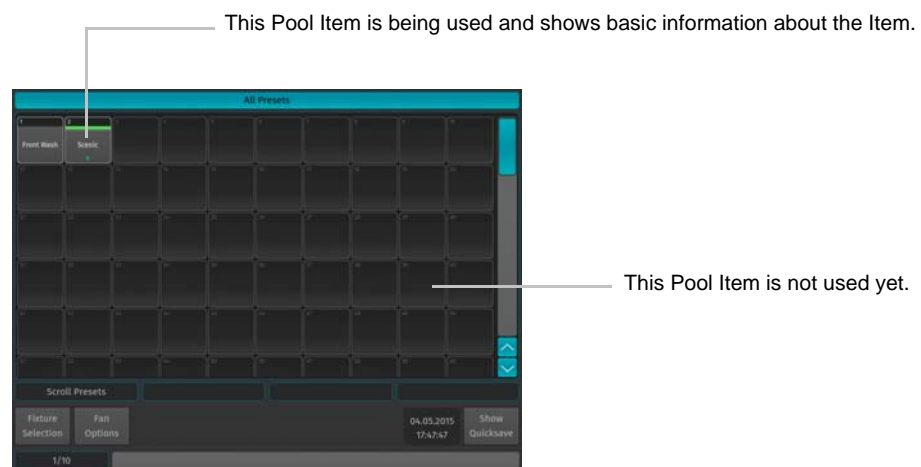 This Pool Item is being used and shows basic information about the Item.
All Presets
1 2
Front Wash Scenic
This Pool Item is not used yet.
Scroll Presets
Fixture Selection
Fan Options
04.05.2015
17:47:47
Show Quicksave
1/10